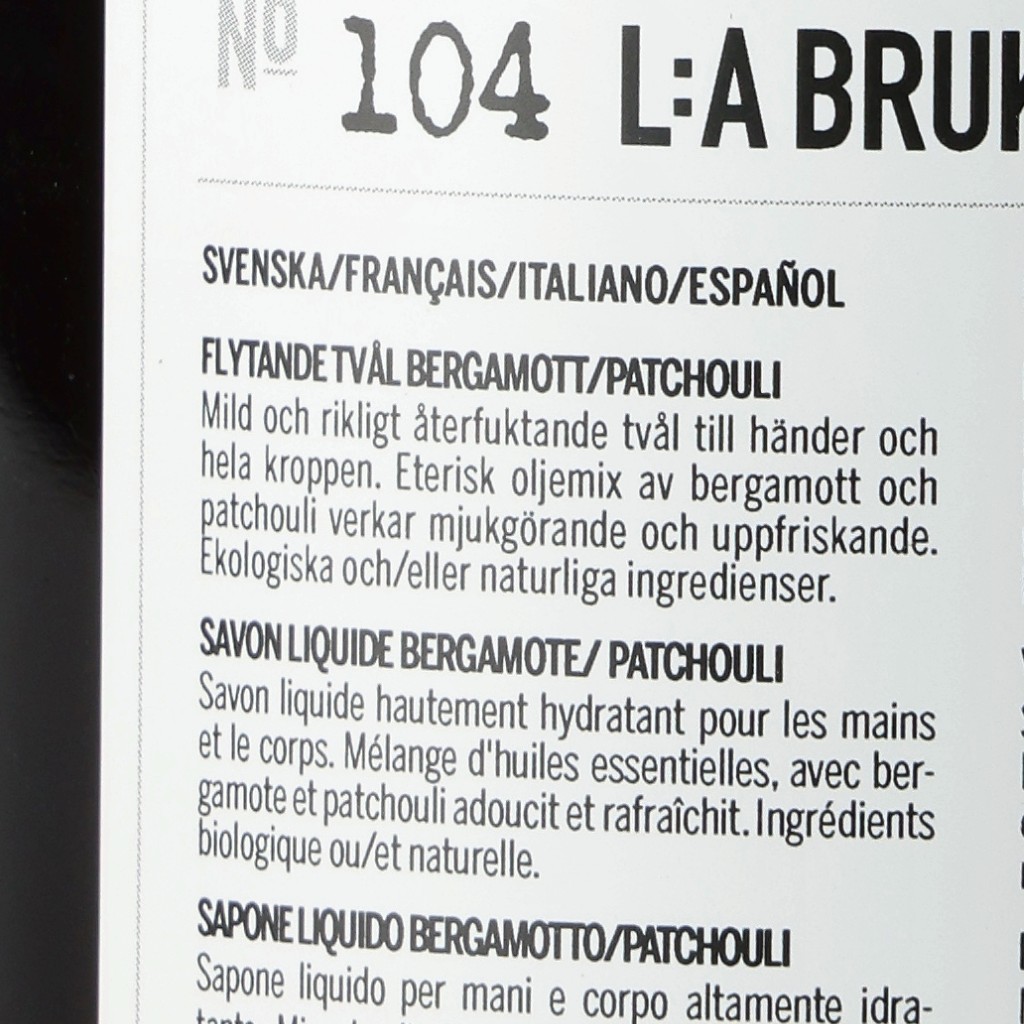 No 104 L:A BRUK
SVENSKA/FRANÇAIS/ITALIANO/ESPAÑOL
FLYTANDE TVÅL BERGAMOTT/PATCHOULI
Mild och rikligt återfuktande tvål till händer och
hela kroppen. Eterisk oljemix av bergamott och
patchouli verkar mjukgörande och uppfriskande.
Ekologiska och/eller naturliga ingredienser.
SAVON LIQUIDE BERGAMOTE/ PATCHOULI
Savon liquide hautement hydratant pour les mains
et le corps. Mélange d'huiles essentielles, avec ber-
gamote et patchouli adoucit et rafraîchit. Ingrédients
biologique ou/et naturelle.
SAPONE LIQUIDO BERGAMOTTO/PATCHOULI
Sapone liquido per mani e corpo altamente idra-